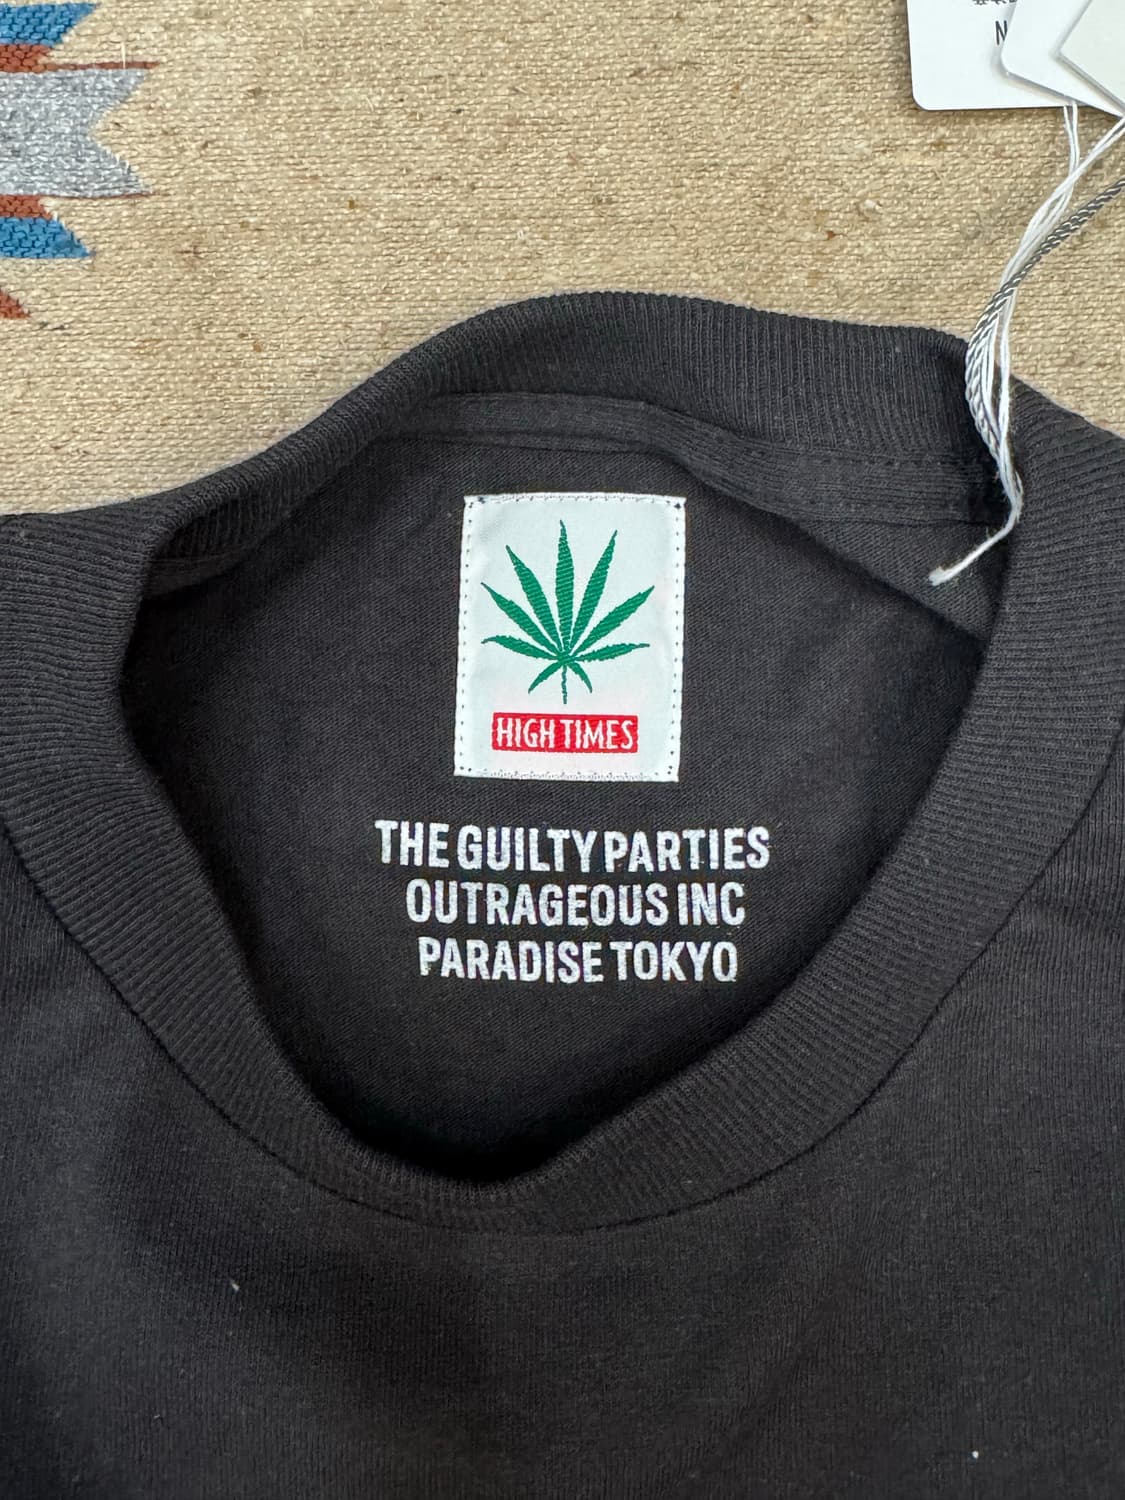 HIGH TIMES
THE GUILTY PARTIES
OUTRAGEOUS INC
PARADISE TOKYO